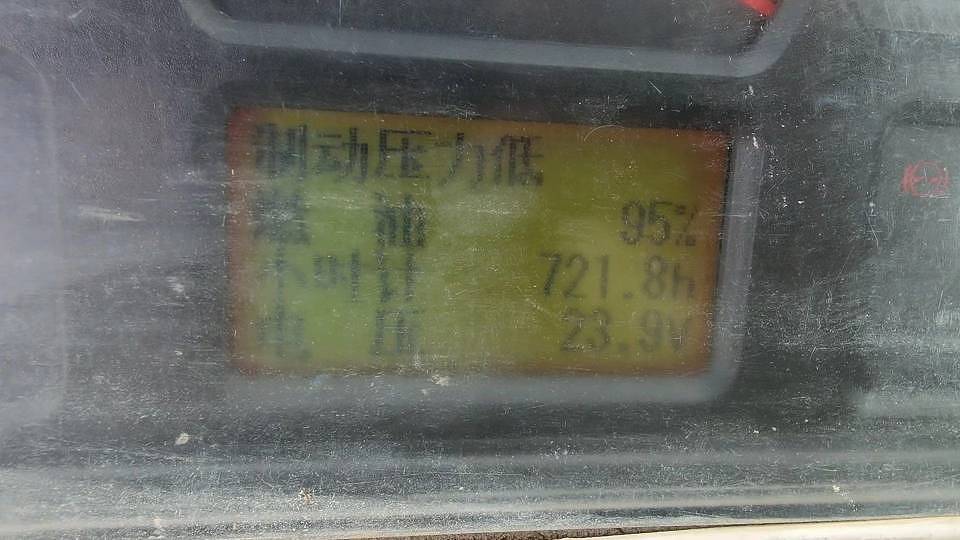 制动压力低
燃 油 95%
小时计 721.8h
电 压 23.9V